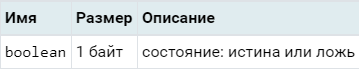 Имя Размер Описание
boolean 1 байт состояние: истина или ложь